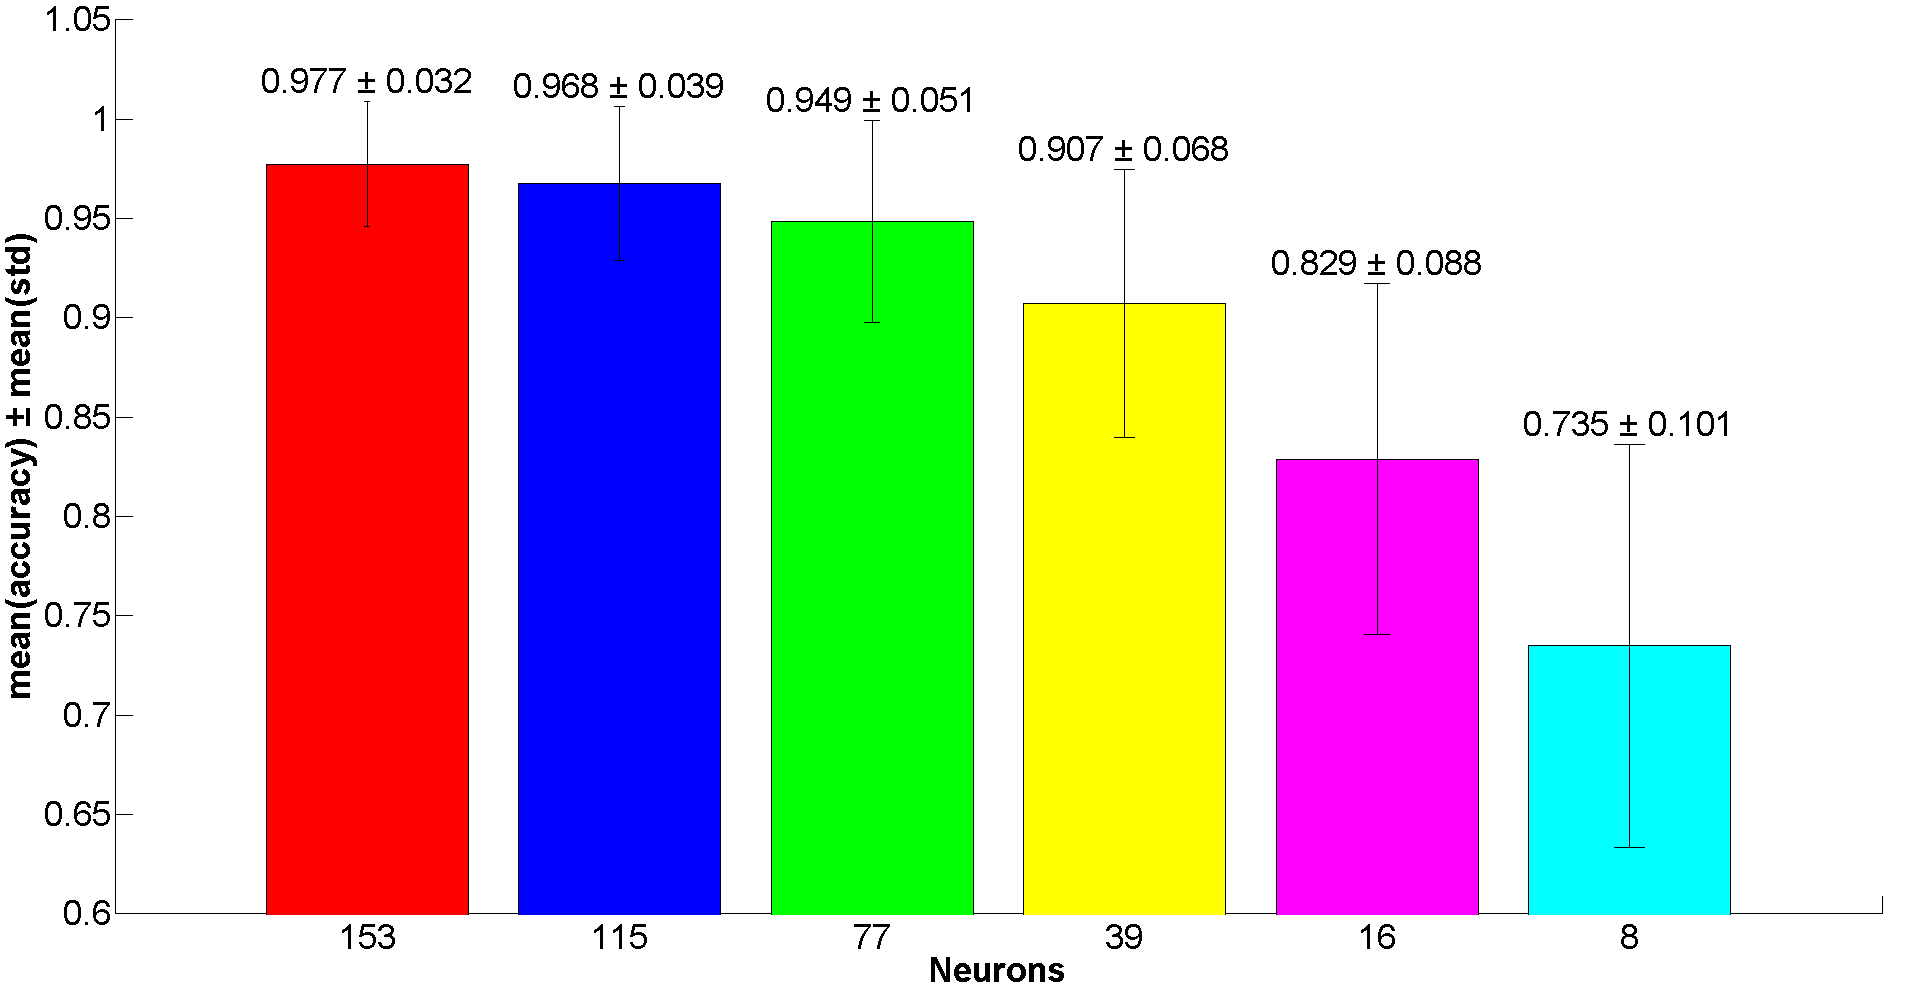 mean(accuracy) ± mean(std)
1.05
1
0.95
0.9
0.85
0.8
0.75
0.7
0.65
0.6
0.977 ± 0.032
0.968 ± 0.039
0.949 ± 0.051
0.907 ± 0.068
0.829 ± 0.088
0.735 ± 0.101
153 115 77 39 16 8
Neurons